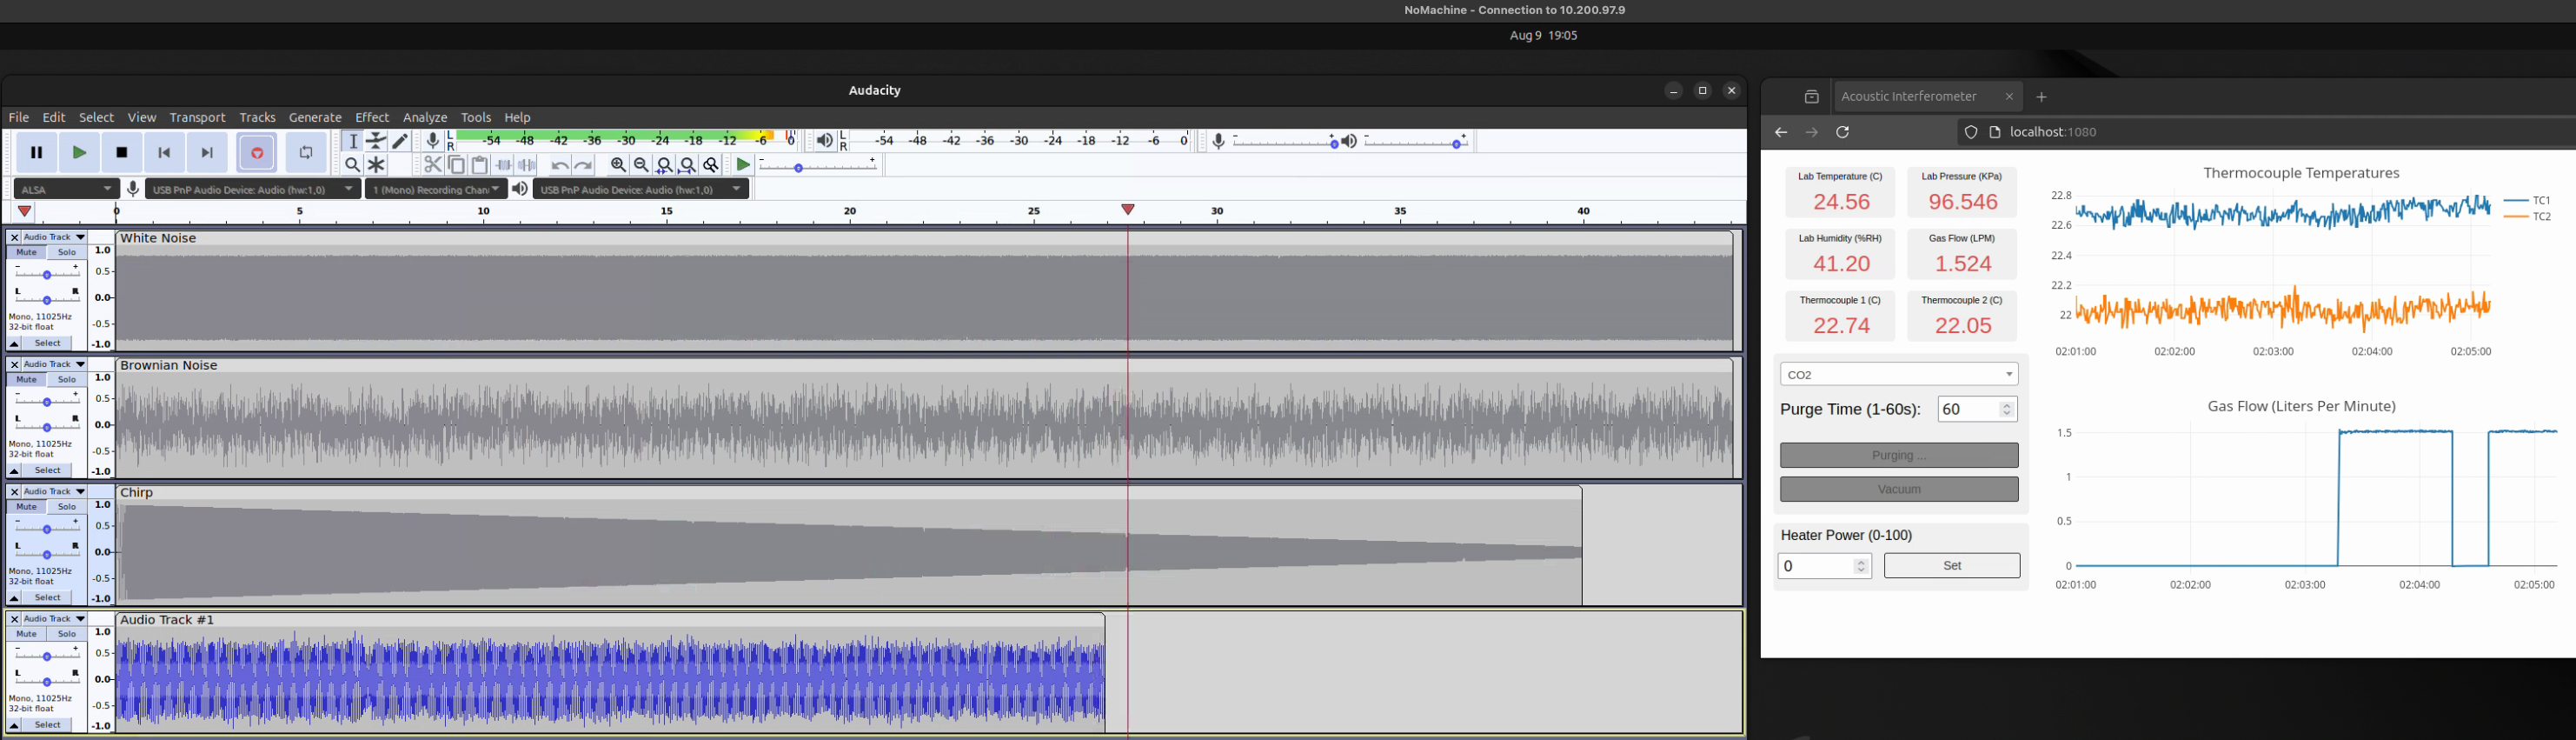 NoMachine - Connection to 10.200.97.9
Aug 9 19:05
Audacity
File Edit Select View Transport Tracks Generate Effect Analyze Tools Help
L R -54 -48 -42 -36 -30 -24 -18 -12 -6 0 L R -54 -48 -42 -36 -30 -24 -18 -12 -6 0 - + - +
- +
ALSA USB PnP Audio Device: Audio (hw:1,0) 1 (Mono) Recording Chan USB PnP Audio Device: Audio (hw:1,0)
0 5 10 15 20 25 30 35 40
Audio Track White Noise
Mute Solo
- +
L R
Mono, 11025Hz
32-bit float
Select
1.0
0.5
0.0
-0.5
-1.0
Audio Track Brownian Noise
Mute Solo
- +
L R
Mono, 11025Hz
32-bit float
Select
1.0
0.5
0.0
-0.5
-1.0
Audio Track Chirp
Mute Solo
- +
L R
Mono, 11025Hz
32-bit float
Select
1.0
0.5
0.0
-0.5
-1.0
Audio Track Audio Track #1
Mute Solo
- +
L R
Mono, 11025Hz
32-bit float
Select
1.0
0.5
0.0
-0.5
-1.0
Acoustic Interferometer
localhost:1080
Lab Temperature (C) Lab Pressure (KPa)
24.56 96.546
Lab Humidity (%RH) Gas Flow (LPM)
41.20 1.524
Thermocouple 1 (C) Thermocouple 2 (C)
22.74 22.05
CO2
Purge Time (1-60s): 60
Purging ...
Vacuum
Heater Power (0-100)
0 Set
Thermocouple Temperatures
22.8
22.6
22.4
22.2
22
02:01:00 02:02:00 02:03:00 02:04:00 02:05:00
TC1
TC2
Gas Flow (Liters Per Minute)
1.5
1
0.5
0
02:01:00 02:02:00 02:03:00 02:04:00 02:05:00